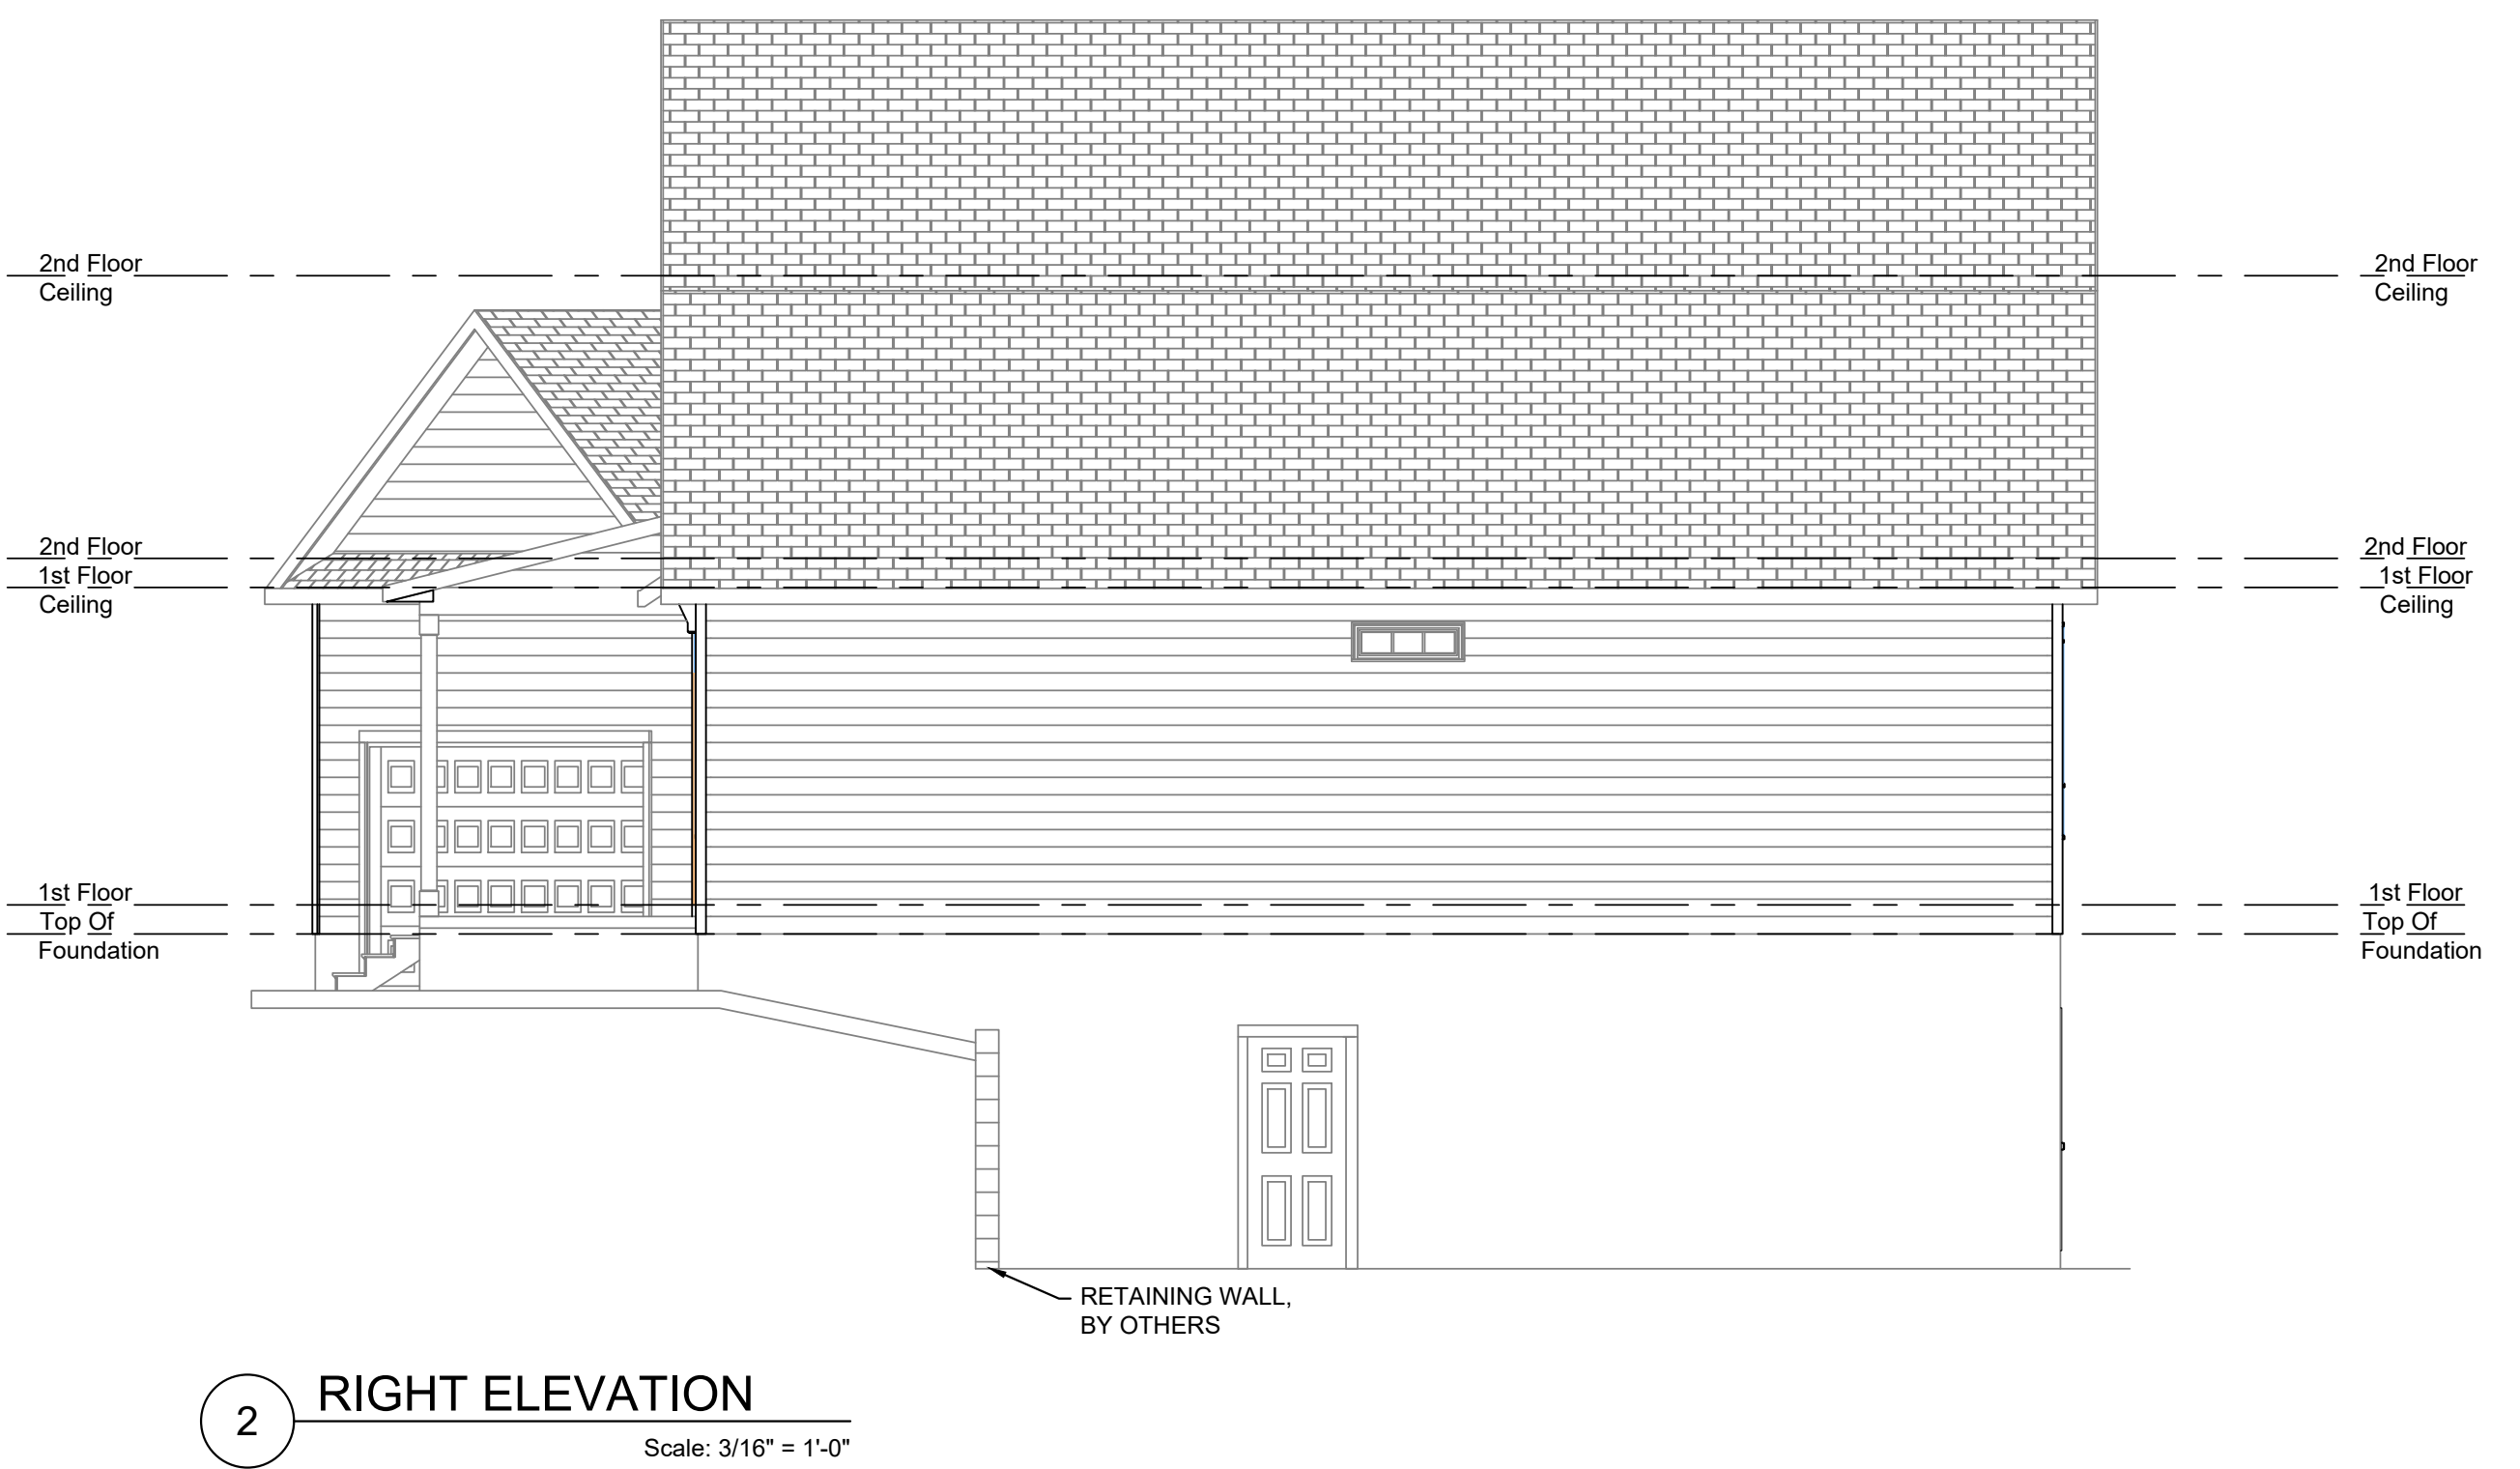 2nd Floor
Ceiling
2nd Floor
Ceiling
2nd Floor
1st Floor
Ceiling
2nd Floor
1st Floor
Ceiling
1st Floor
Top Of
Foundation
1st Floor
Top Of
Foundation
RETAINING WALL,
BY OTHERS
2
RIGHT ELEVATION
Scale: 3/16" = 1'-0"